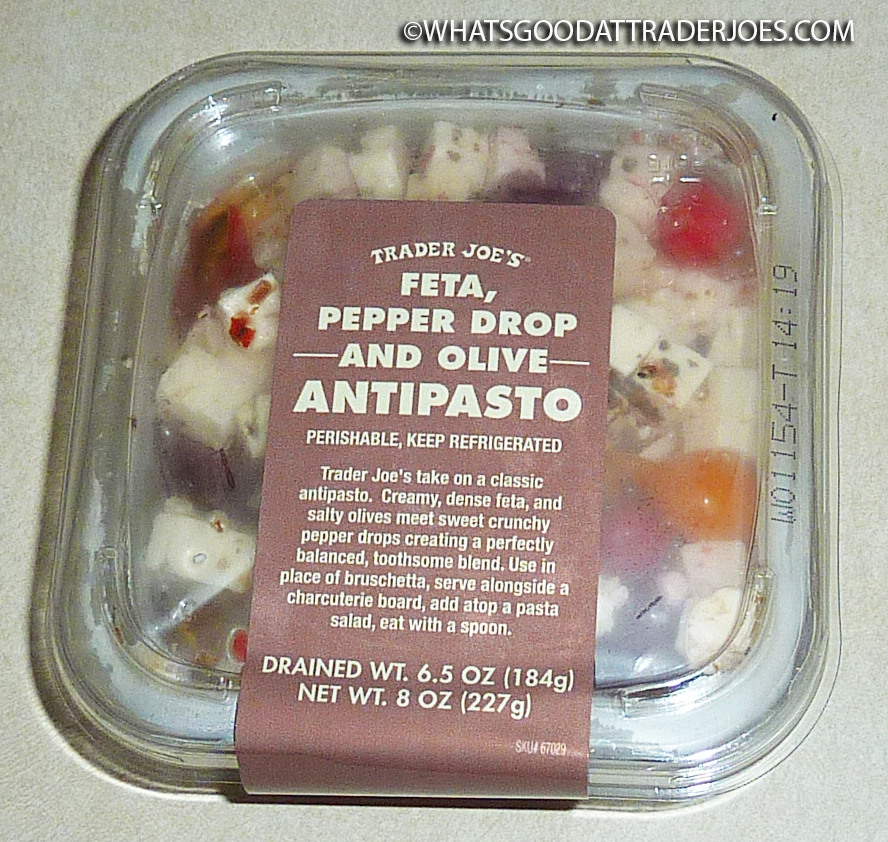 ©WHATSGOODATTRADERJOES.COM
TRADER JOE'S®
FETA,
PEPPER DROP
AND OLIVE
ANTIPASTO
PERISHABLE, KEEP REFRIGERATED
Trader Joe's take on a classic
antipasto. Creamy, dense feta, and
salty olives meet sweet crunchy
pepper drops creating a perfectly
balanced, toothsome blend. Use in
place of bruschetta, serve alongside a
charcuterie board, add atop a pasta
salad, eat with a spoon.
DRAINED WT. 6.5 OZ (184g)
NET WT. 8 OZ (227g)
SKU# 67029
W01154-T 14:19